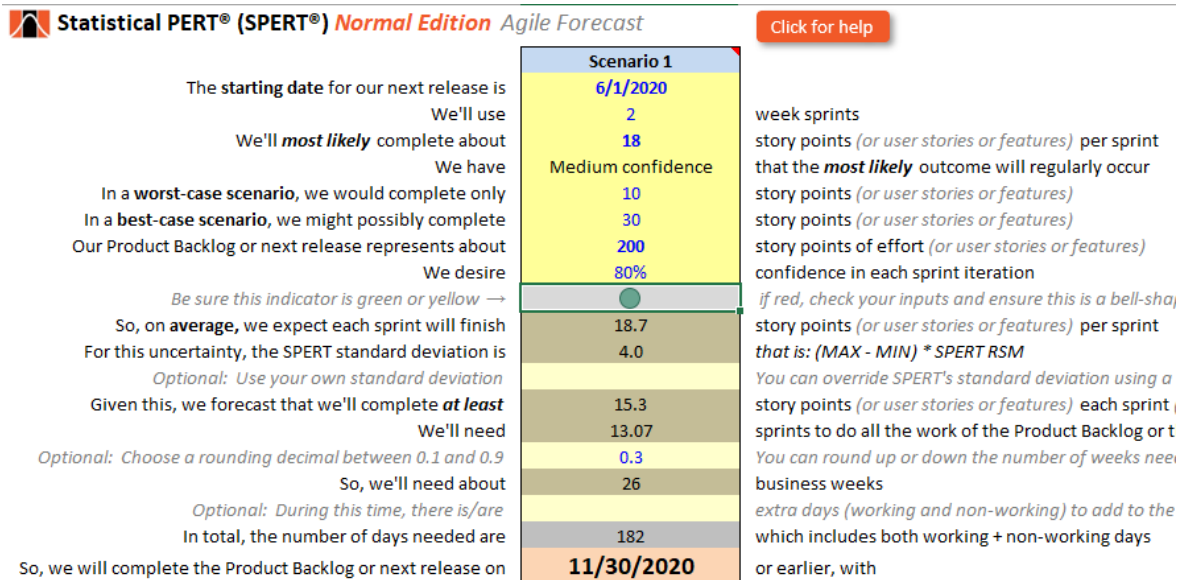 Statistical PERT® (SPERT®) Normal Edition Agile Forecast Click for help
Scenario 1
The starting date for our next release is 6/1/2020
We'll use 2 week sprints
We'll most likely complete about 18 story points (or user stories or features) per sprint
We have Medium confidence that the most likely outcome will regularly occur
In a worst-case scenario, we would complete only 10 story points (or user stories or features)
In a best-case scenario, we might possibly complete 30 story points (or user stories or features)
Our Product Backlog or next release represents about 200 story points of effort (or user stories or features)
We desire 80% confidence in each sprint iteration
Be sure this indicator is green or yellow → if red, check your inputs and ensure this is a
So, on average, we expect each sprint will finish 18.7 story points (or user stories or features) per sprint
For this uncertainty, the SPERT standard deviation is 4.0 that is: (MAX - MIN) * SPERT RSM
Optional: Use your own standard deviation You can override SPERT's standard deviation using a
Given this, we forecast that we'll complete at least 15.3 story points (or user stories or features) each sprint
We'll need 13.07 sprints to do all the work of the Product Backlog or
Optional: Choose a rounding decimal between 0.1 and 0.9 0.3 You can round up or down the number of weeks
So, we'll need about 26 business weeks
Optional: During this time, there is/are extra days (working and non-working) to add to the
In total, the number of days needed are 182 which includes both working + non-working days
So, we will complete the Product Backlog or next release on 11/30/2020 or earlier, with